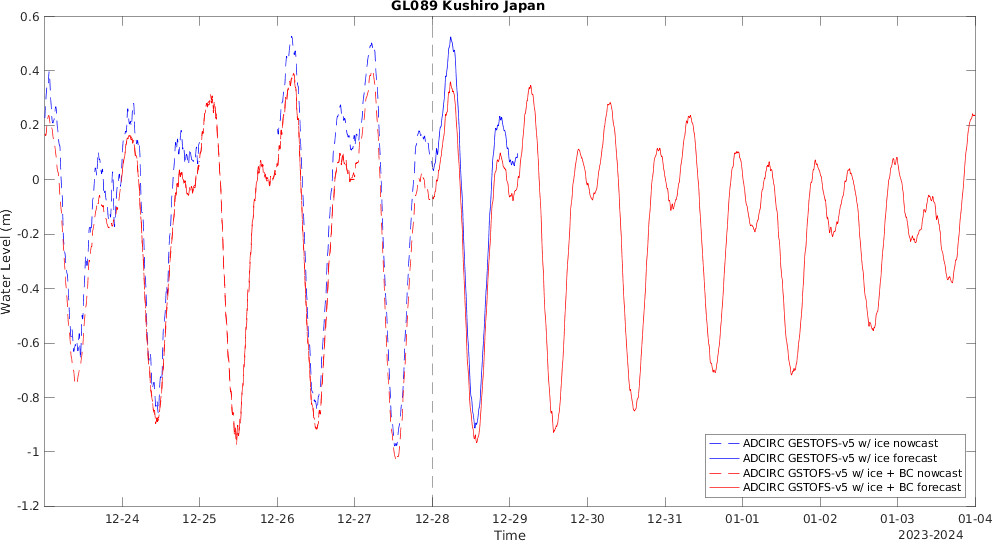 GL089 Kushiro Japan
0.6
0.4
0.2
0
-0.2
-0.4
-0.6
-0.8
-1
-1.2
Water Level (m)
ADCIRC GESTOFS-v5 w/ ice nowcast
ADCIRC GESTOFS-v5 w/ ice forecast
ADCIRC GSTOFS-v5 w/ ice + BC nowcast
ADCIRC GSTOFS-v5 w/ ice + BC forecast
12-24 12-25 12-26 12-27 12-28 12-29 12-30 12-31 01-01 01-02 01-03 01-04
Time
2023-2024